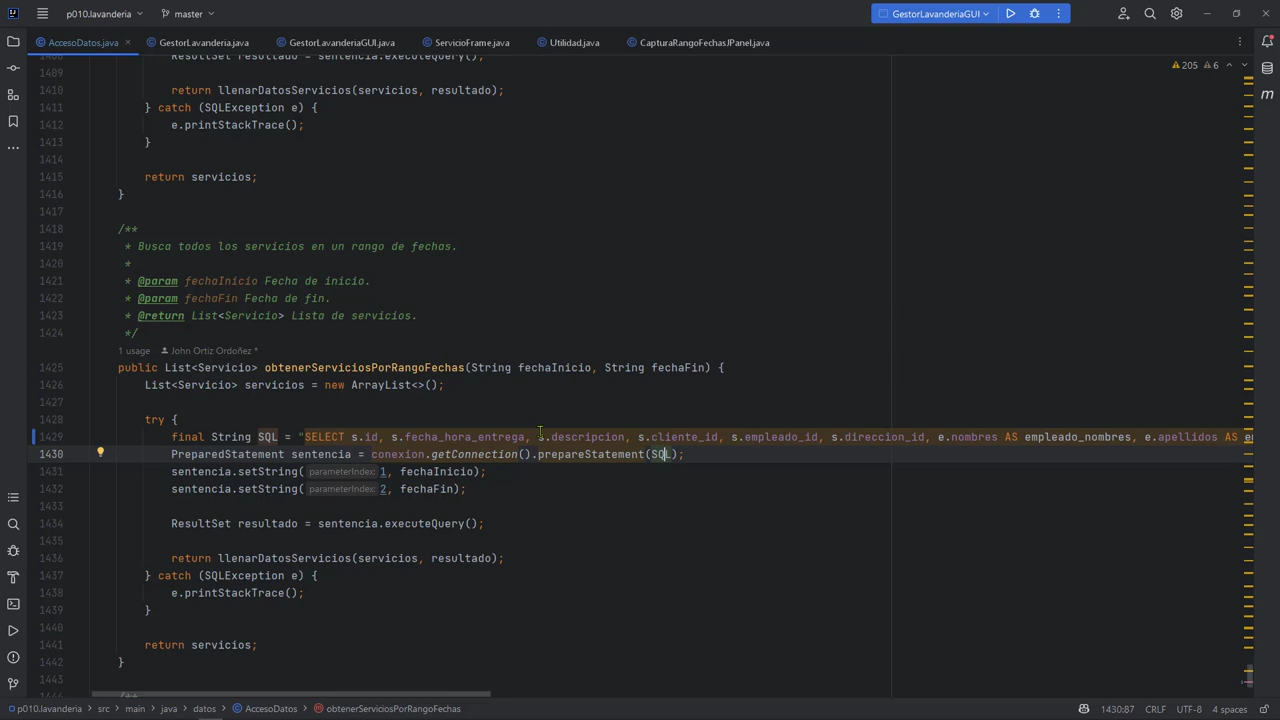 p010.lavanderia
master
GestorLavanderiaGUI
AccesoDatos.java
GestorLavanderia.java
GestorLavanderiaGUI.java
ServicioFrame.java
Utilidad.java
CapturaRangoFechasJPanel.java
205
6
1408 ResultSet resultado = sentencia.executeQuery();
1409
1410 return llenarDatosServicios(servicios, resultado);
1411 } catch (SQLException e) {
1412 e.printStackTrace();
1413 }
1414
1415 return servicios;
1416 }
1417
1418 /**
1419 * Busca todos los servicios en un rango de fechas.
1420 *
1421 * @param fechaInicio Fecha de inicio.
1422 * @param fechaFin Fecha de fin.
1423 * @return List<Servicio> Lista de servicios.
1424 */
1 usage John Ortiz Ordoñez *
1425 public List<Servicio> obtenerServiciosPorRangoFechas(String fechaInicio, String fechaFin) {
1426 List<Servicio> servicios = new ArrayList<>();
1427
1428 try {
1429 final String SQL = "SELECT s.id, s.fecha_hora_entrega, s.descripcion, s.cliente_id, s.empleado_id, s.direccion_id, e.nombres AS empleado_nombres, e.apellidos AS
1430 PreparedStatement sentencia = conexion.getConnection().prepareStatement(SQL);
1431 sentencia.setString( parameterIndex: 1, fechaInicio);
1432 sentencia.setString( parameterIndex: 2, fechaFin);
1433
1434 ResultSet resultado = sentencia.executeQuery();
1435
1436 return llenarDatosServicios(servicios, resultado);
1437 } catch (SQLException e) {
1438 e.printStackTrace();
1439 }
1440
1441 return servicios;
1442 }
1443
p010.lavanderia > src > main > java > datos > AccesoDatos > obtenerServiciosPorRangoFechas
1430:87 CRLF UTF-8 4 spaces